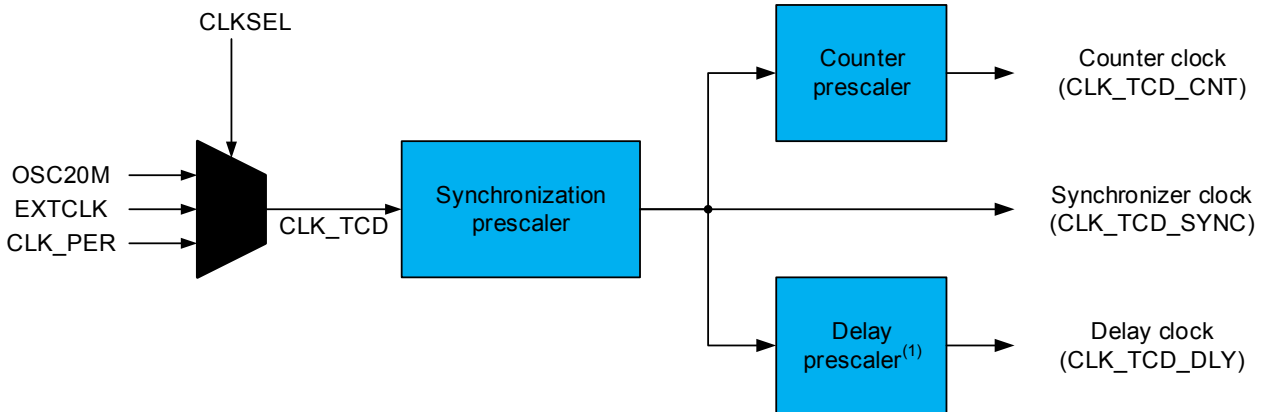 CLKSEL
OSC20M
EXTCLK
CLK_PER
CLK_TCD
Synchronization
prescaler
Counter
prescaler
Counter clock
(CLK_TCD_CNT)
Synchronizer clock
(CLK_TCD_SYNC)
Delay
prescaler(1)
Delay clock
(CLK_TCD_DLY)